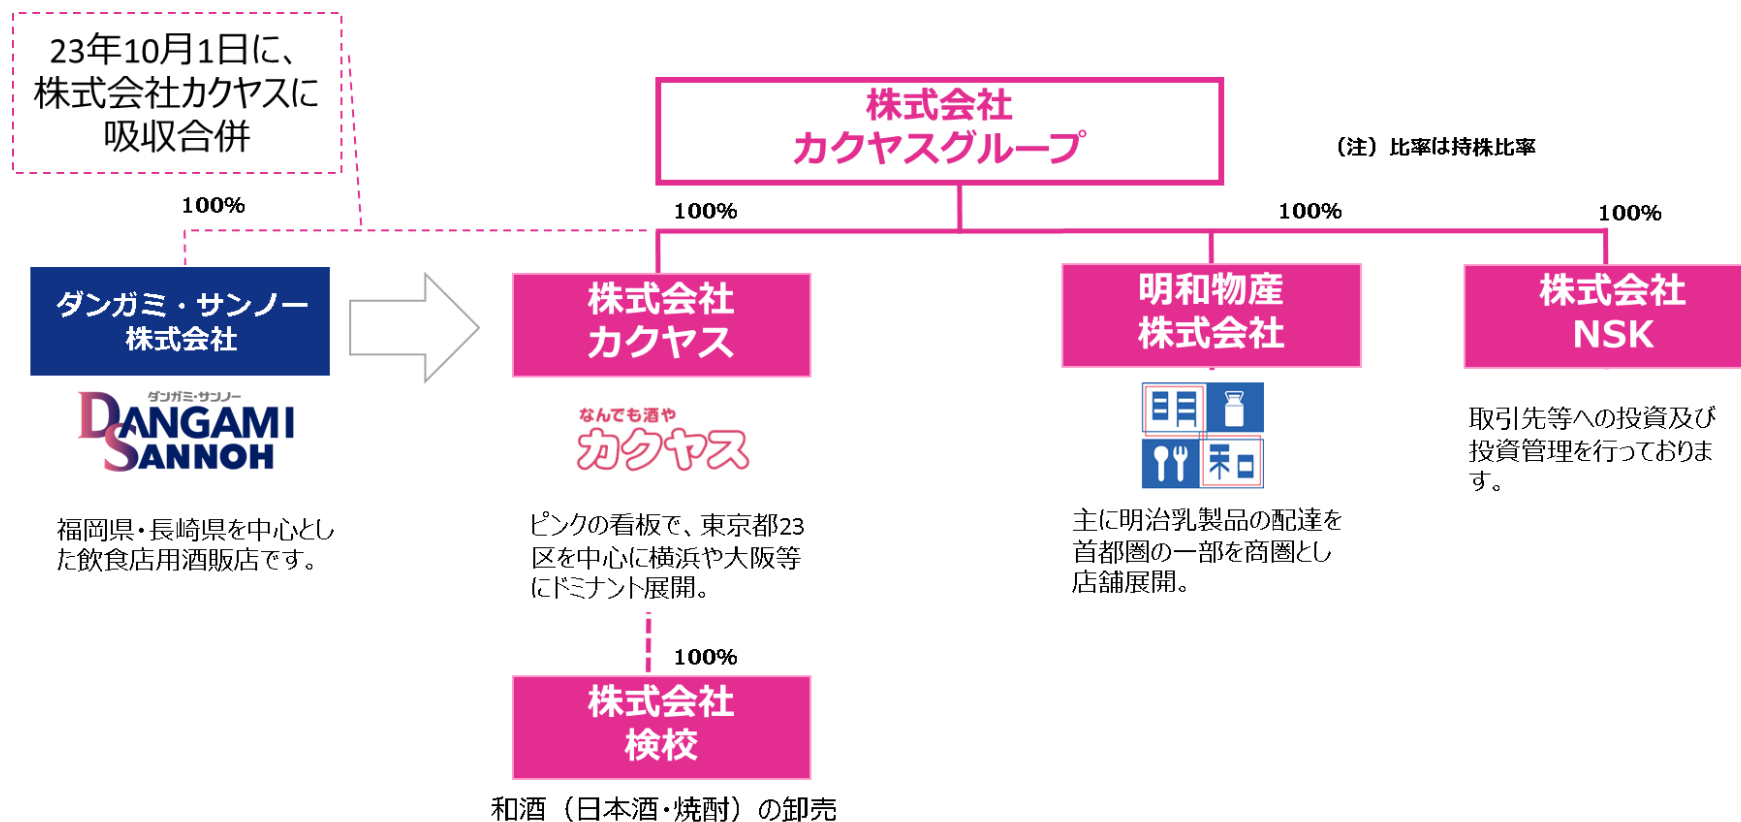 23年10月1日に、
株式会社カクヤスに
吸収合併
株式会社
カクヤスグループ
（注）比率は持株比率
100%
100%
100%
100%
ダンガミ・サンノー
株式会社
株式会社
カクヤス
明和物産
株式会社
株式会社
NSK
ダンガミ・サンノー
DANGAMI
SANNOH
なんでも酒や
カクヤス
明
和
福岡県・長崎県を中心とし
た飲食店用酒販店です。
ピンクの看板で、東京都23
区を中心に横浜や大阪等
にドミナント展開。
主に明治乳製品の配達を
首都圏の一部を商圏とし
店舗展開。
取引先等への投資及び
投資管理を行っておりま
す。
100%
株式会社
検校
和酒（日本酒・焼酎）の卸売